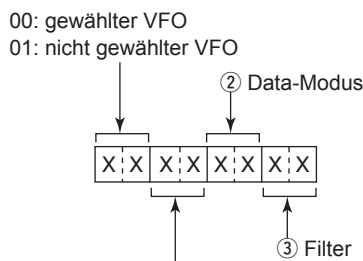 00: gewählter VFO
01: nicht gewählter VFO
② Data-Modus
X X X X X X X X
③ Filter